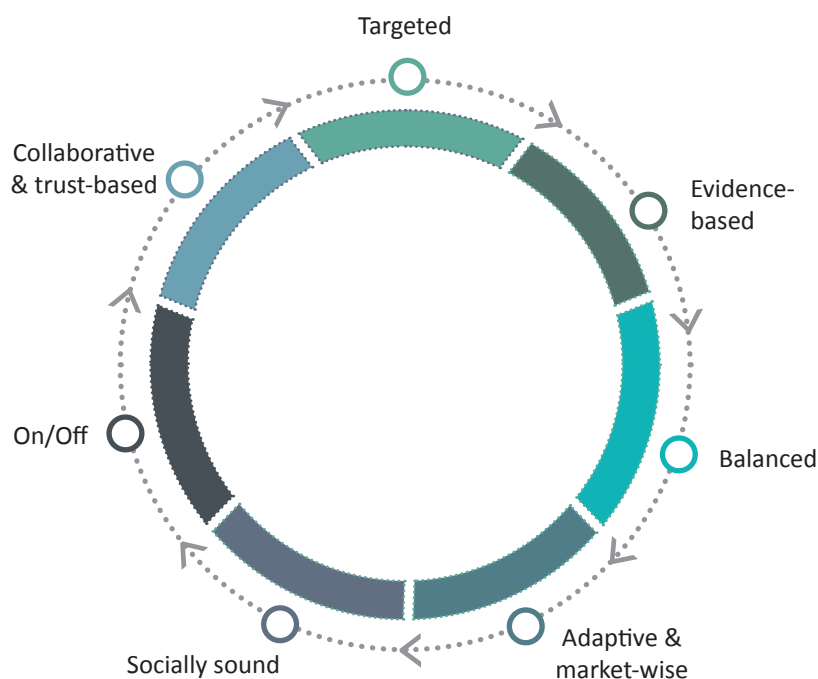 Targeted
Evidence-
based
Balanced
Adaptive &
market-wise
Socially sound
On/Off
Collaborative
& trust-based